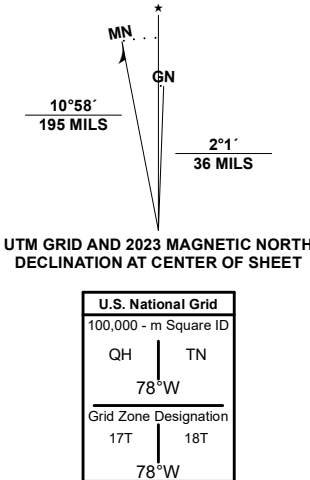 ★
MN
GN
10°58´
195 MILS
2°1´
36 MILS
UTM GRID AND 2023 MAGNETIC NORTH
DECLINATION AT CENTER OF SHEET
U.S. National Grid
100,000 - m Square ID
QH TN
78°W
Grid Zone Designation
17T 18T
78°W